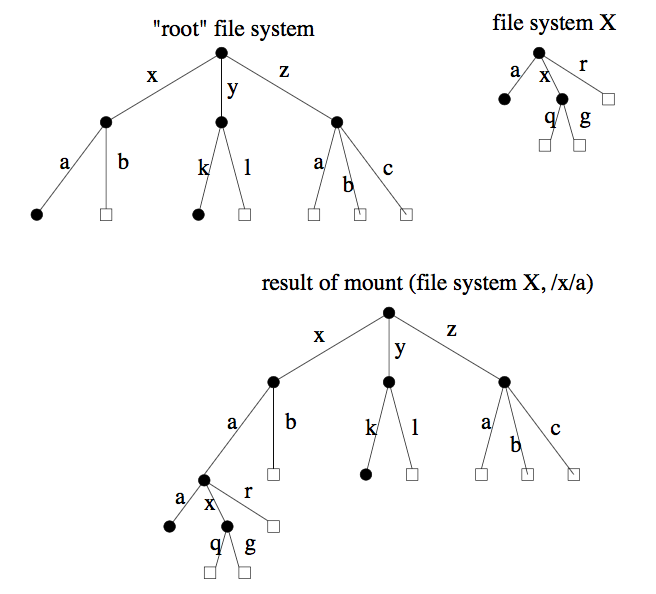 "root" file system
file system X
x
y
z
a
x
r
q
g
a
b
k
l
a
b
c
result of mount (file system X, /x/a)
x
y
z
a
b
k
l
a
b
c
a
x
r
q
g